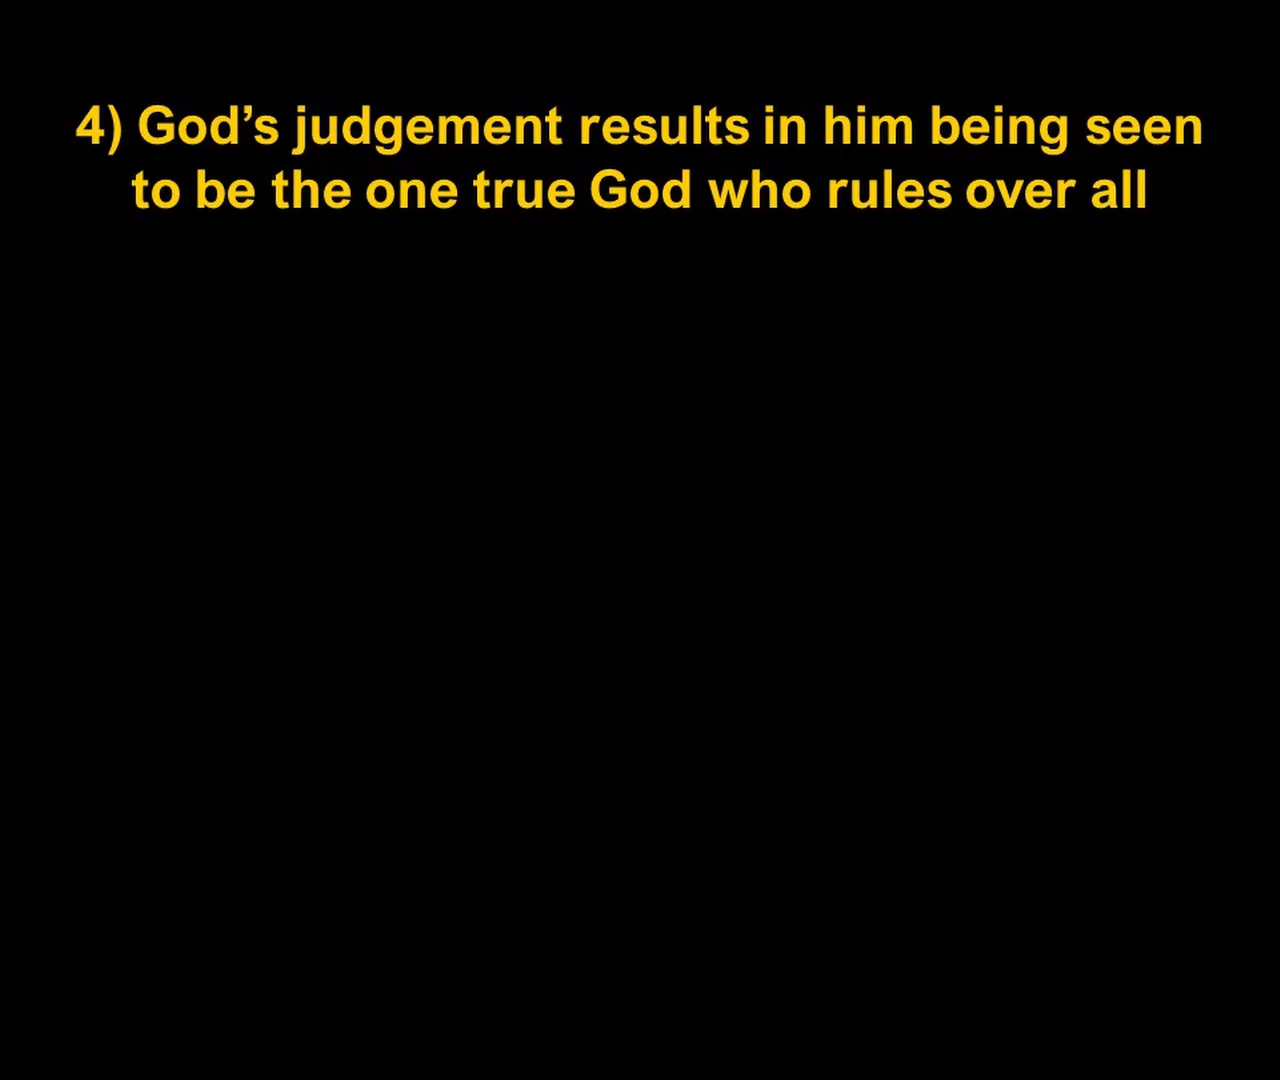 4) God’s judgement results in him being seen
to be the one true God who rules over all